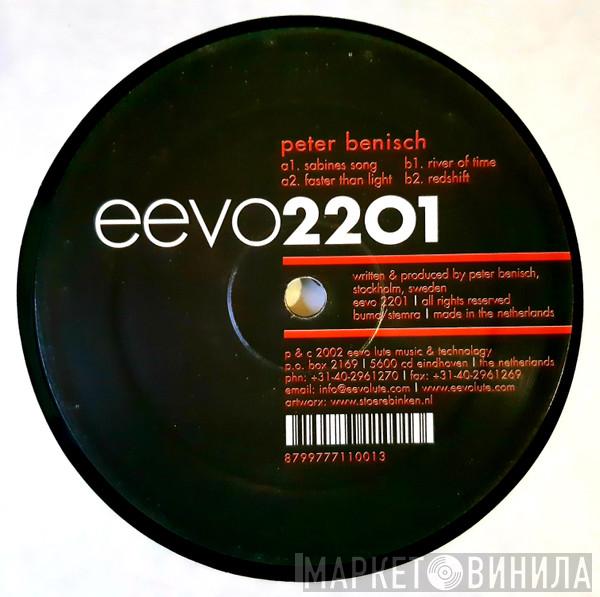 peter benisch
a1. sabines song b1. river of time
a2. faster than light b2. redshift
eevo2201
written & produced by peter benisch,
stockholm, sweden
eevo 2201 | all rights reserved
buma/stemra | made in the netherlands
p & c 2002 eevo lute music & technology
p.o. box 2169 | 5600 cd eindhoven | the netherlands
phn: +31-40-2961270 | fax: +31-40-2961269
email: info@eevolute.com | www.eevolute.com
artworx: www.stoerebinken.nl
8799777110013
МАРКЕТ ВИНИЛА